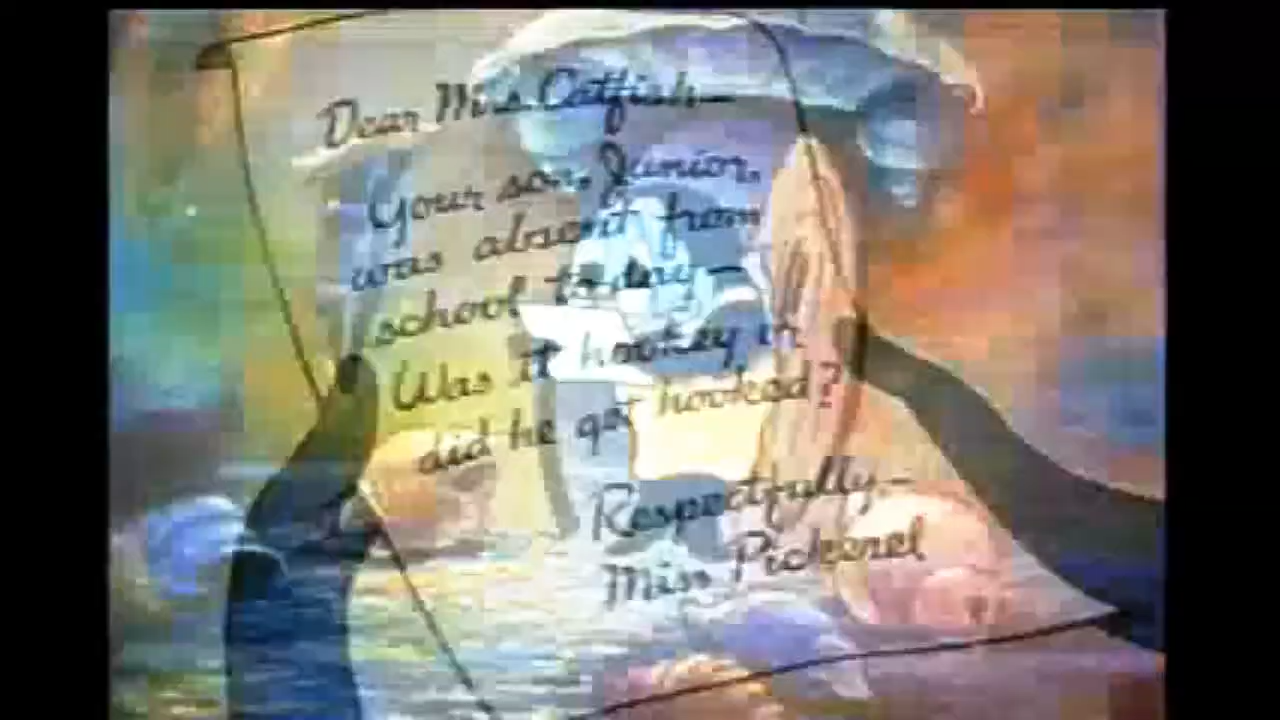 Dear Mrs Catfish—
Your son, Junior,
was absent from
school today—
Was it hookey or
did he get hooked?
Respectfully—
Miss Pickerel